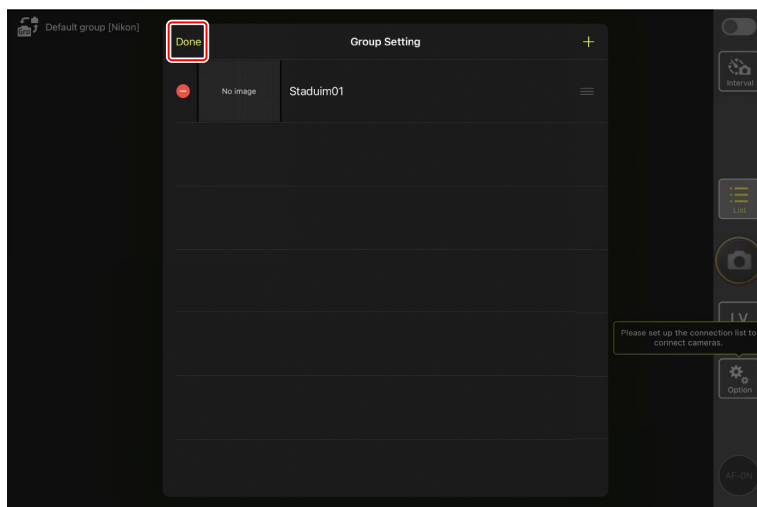 Default group [Nikon]
Done
Group Setting
+
Interval
No image
Staduim01
List
LV
Please set up the connection list to
connect cameras.
Option
AF-ON